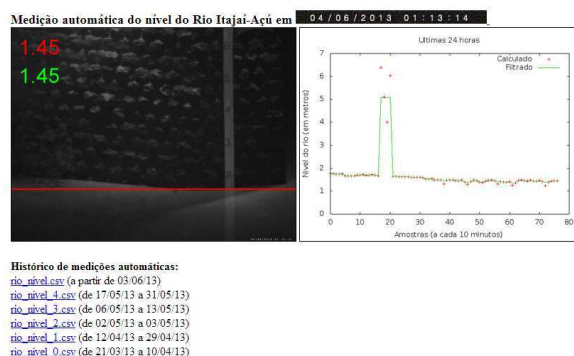 Medição automática do nível do Rio Itajaí-Açú em 04/06/2013 01:13:14
1.45
1.45
Ultimas 24 horas
Calculado
Filtrado
Nível do rio (em metros)
7
6
5
4
3
2
1
0
0 10 20 30 40 50 60 70 80
Amostras (a cada 10 minutos)
Histórico de medições automáticas:
rio_nivel.csv (a partir de 03/06/13)
rio_nivel_4.csv (de 17/05/13 a 31/05/13)
rio_nivel_3.csv (de 06/05/13 a 13/05/13)
rio_nivel_2.csv (de 02/05/13 a 03/05/13)
rio_nivel_1.csv (de 12/04/13 a 29/04/13)
rio_nivel_0.csv (de 21/03/13 a 10/04/13)